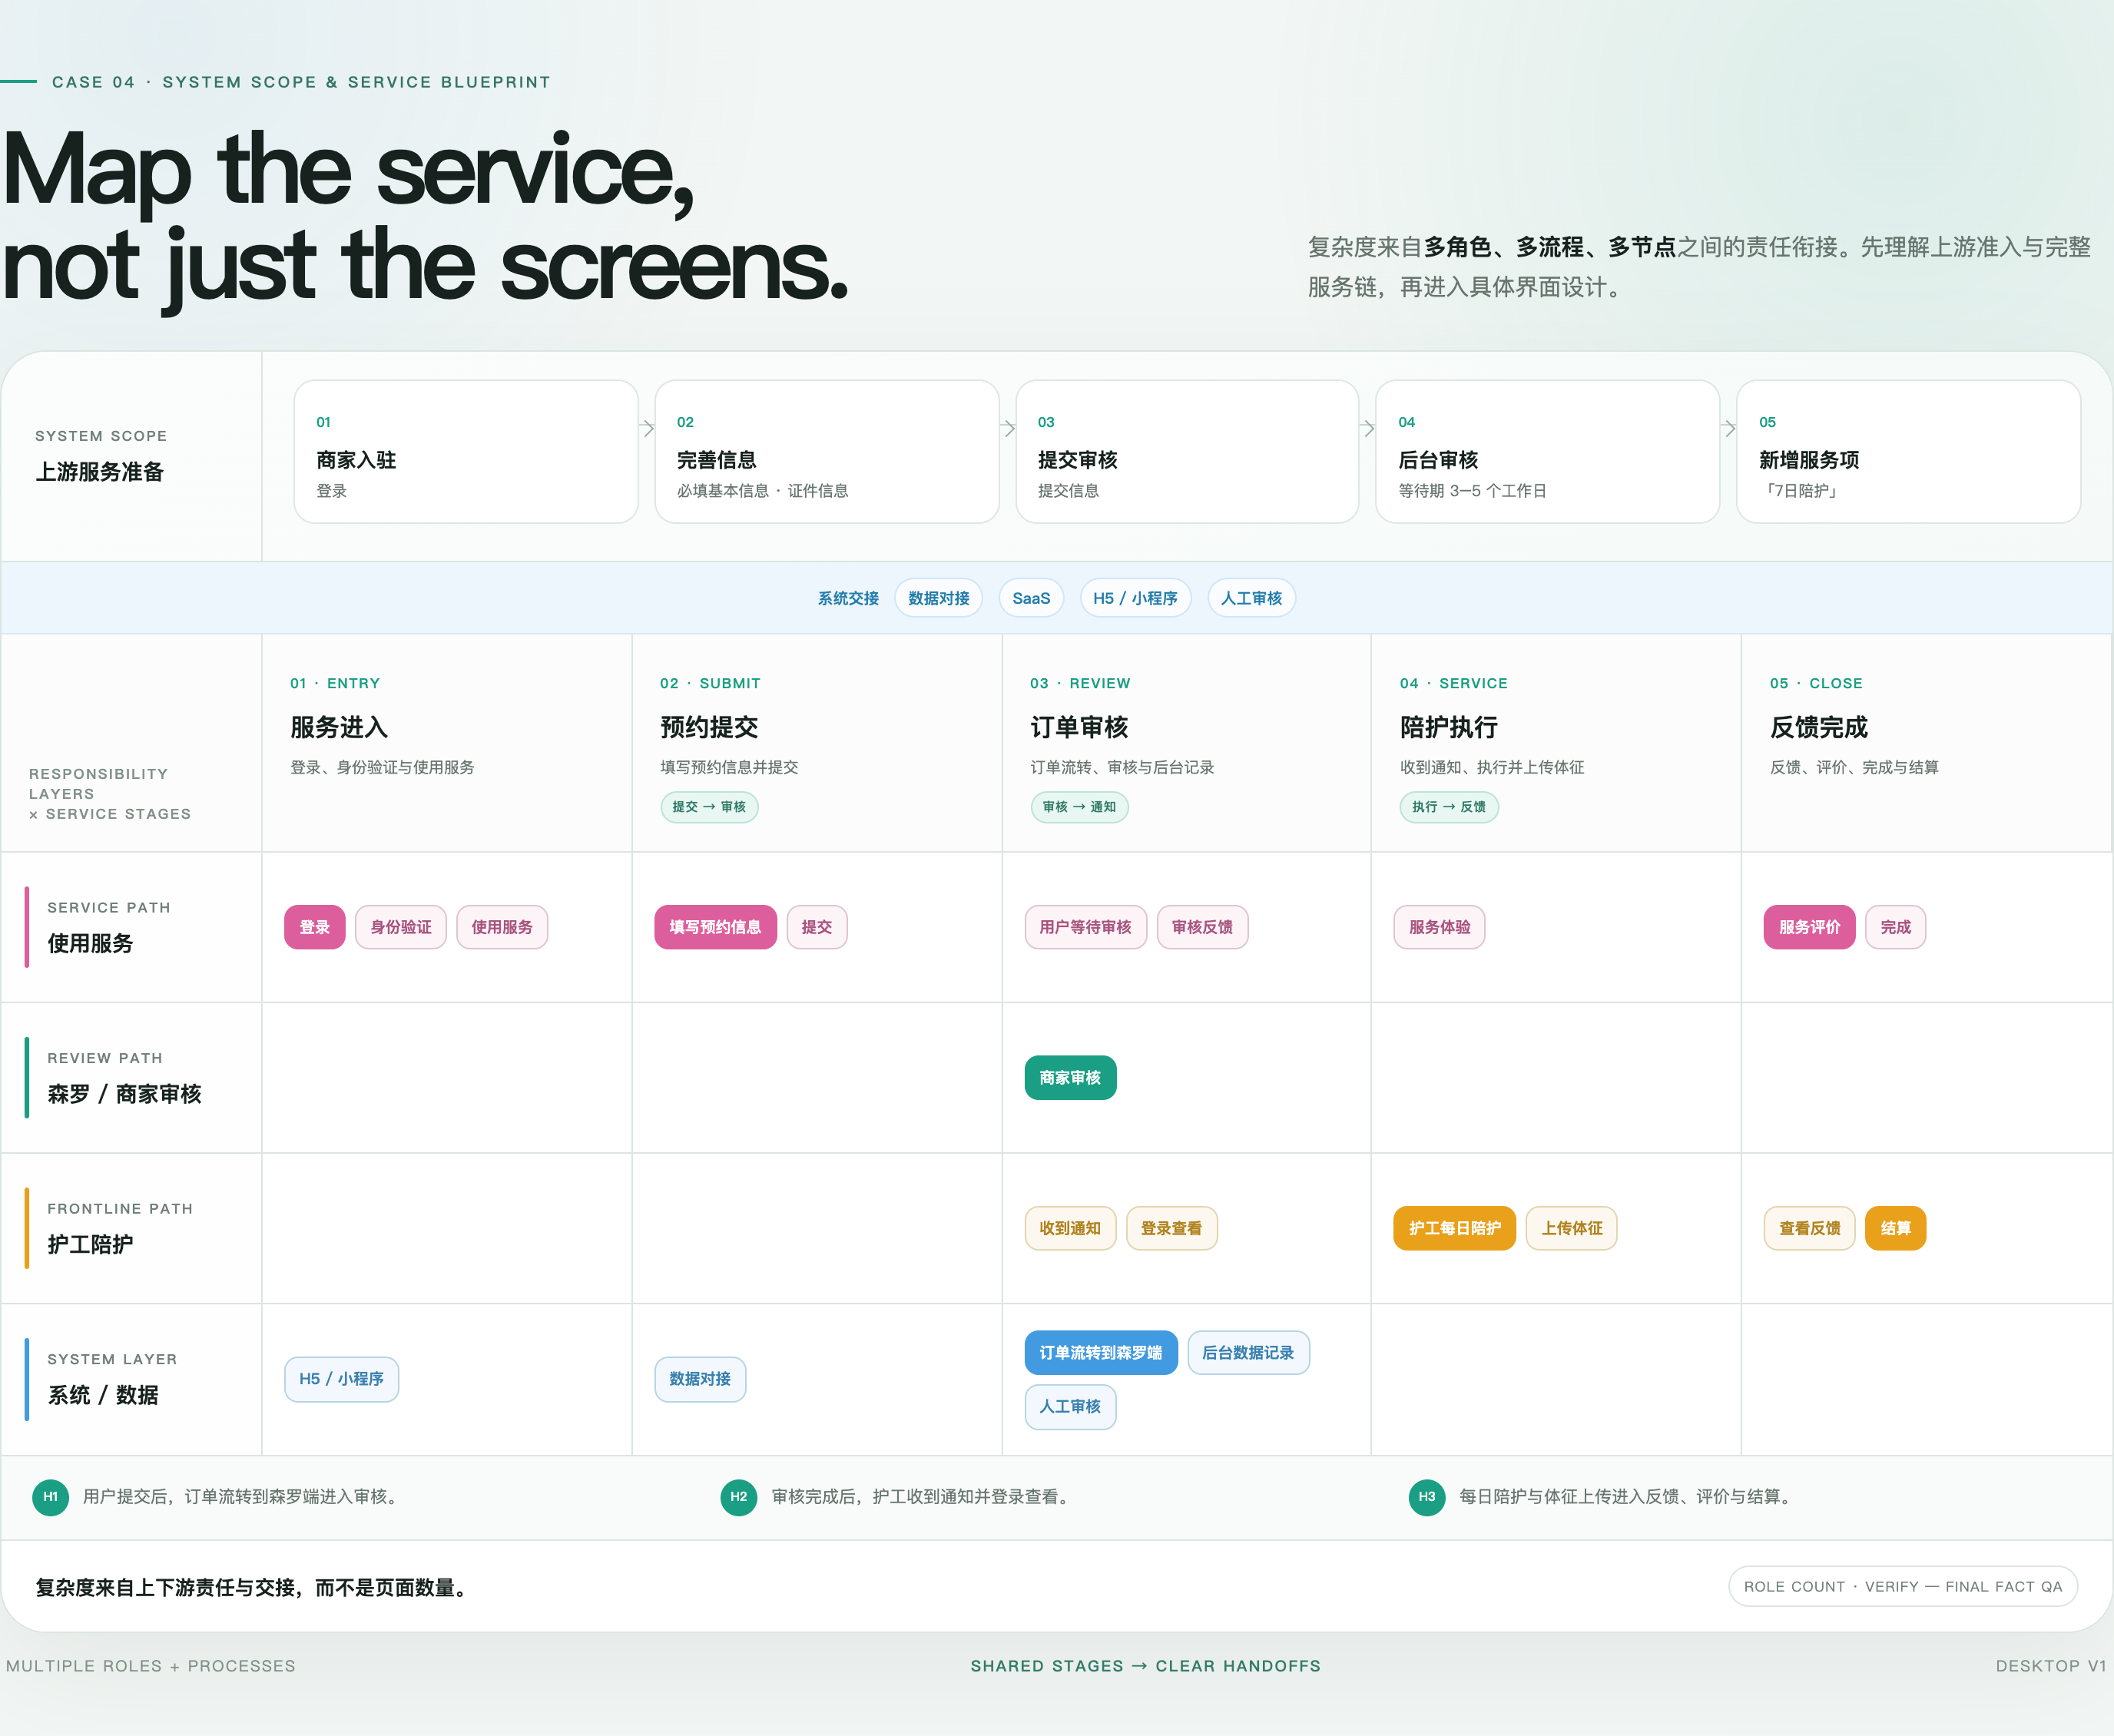 CASE 04 · SYSTEM SCOPE & SERVICE BLUEPRINT
Map the service,
not just the screens.
复杂度来自多角色、多流程、多节点之间的责任衔接。先理解上游准入与完整
服务链，再进入具体界面设计。
SYSTEM SCOPE
上游服务准备
01
商家入驻
登录
02
完善信息
必填基本信息 · 证件信息
03
提交审核
提交信息
04
后台审核
等待期 3—5 个工作日
05
新增服务项
「7日陪护」
系统交接 数据对接 SaaS H5 / 小程序 人工审核
RESPONSIBILITY
LAYERS
× SERVICE STAGES
01 · ENTRY
服务进入
登录、身份验证与使用服务
02 · SUBMIT
预约提交
填写预约信息并提交
提交 → 审核
03 · REVIEW
订单审核
订单流转、审核与后台记录
审核 → 通知
04 · SERVICE
陪护执行
收到通知、执行并上传体征
执行 → 反馈
05 · CLOSE
反馈完成
反馈、评价、完成与结算
SERVICE PATH
使用服务
登录 身份验证 使用服务
填写预约信息 提交
用户等待审核 审核反馈
服务体验
服务评价 完成
REVIEW PATH
森罗 / 商家审核
商家审核
FRONTLINE PATH
护工陪护
收到通知 登录查看
护工每日陪护 上传体征
查看反馈 结算
SYSTEM LAYER
系统 / 数据
H5 / 小程序
数据对接
订单流转到森罗端 后台数据记录
人工审核
H1 用户提交后，订单流转到森罗端进入审核。
H2 审核完成后，护工收到通知并登录查看。
H3 每日陪护与体征上传进入反馈、评价与结算。
复杂度来自上下游责任与交接，而不是页面数量。
ROLE COUNT · VERIFY — FINAL FACT QA
MULTIPLE ROLES + PROCESSES
SHARED STAGES → CLEAR HANDOFFS
DESKTOP V1